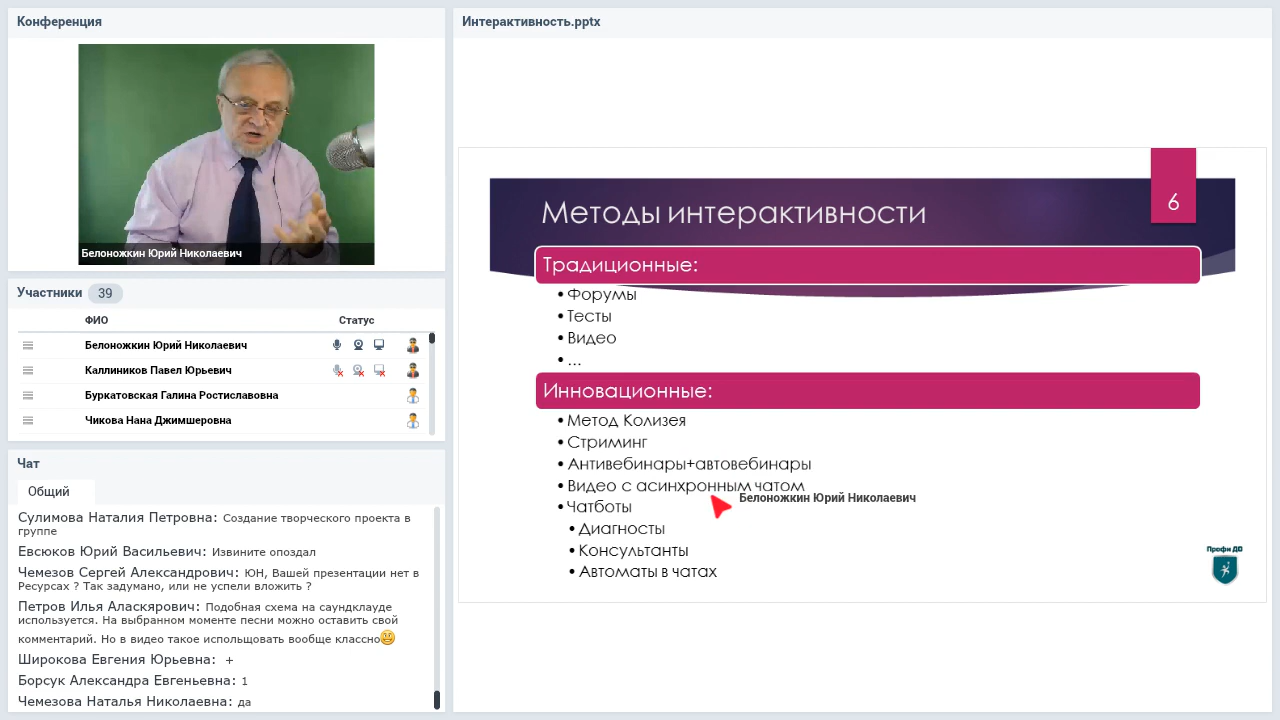 Конференция
Белоножкин Юрий Николаевич
Участники 39
ФИО Статус
Белоножкин Юрий Николаевич
Каллиников Павел Юрьевич
Буркатовская Галина Ростиславовна
Чикова Нана Джимшеровна
Чат
Общий
Сулимова Наталия Петровна: Создание творческого проекта в
группе
Евсюков Юрий Васильевич: Извините опоздал
Чемезов Сергей Александрович: ЮН, Вашей презентации нет в
Ресурсах ? Так задумано, или не успели вложить ?
Петров Илья Аласкярович: Подобная схема на саундклауде
используется. На выбранном моменте песни можно оставить свой
комментарий. Но в видео такое испольщовать вообще классно
Широкова Евгения Юрьевна: +
Борсук Александра Евгеньевна: 1
Чемезова Наталья Николаевна: да
Интерактивность.pptx
6
Методы интерактивности
Традиционные:
• Форумы
• Тесты
• Видео
• ...
Инновационные:
• Метод Колизея
• Стриминг
• Антивебинары+автовебинары
• Видео с асинхронным чатом
Белоножкин Юрий Николаевич
• Чатботы
• Диагносты
• Консультанты
• Автоматы в чатах
Профи ДО